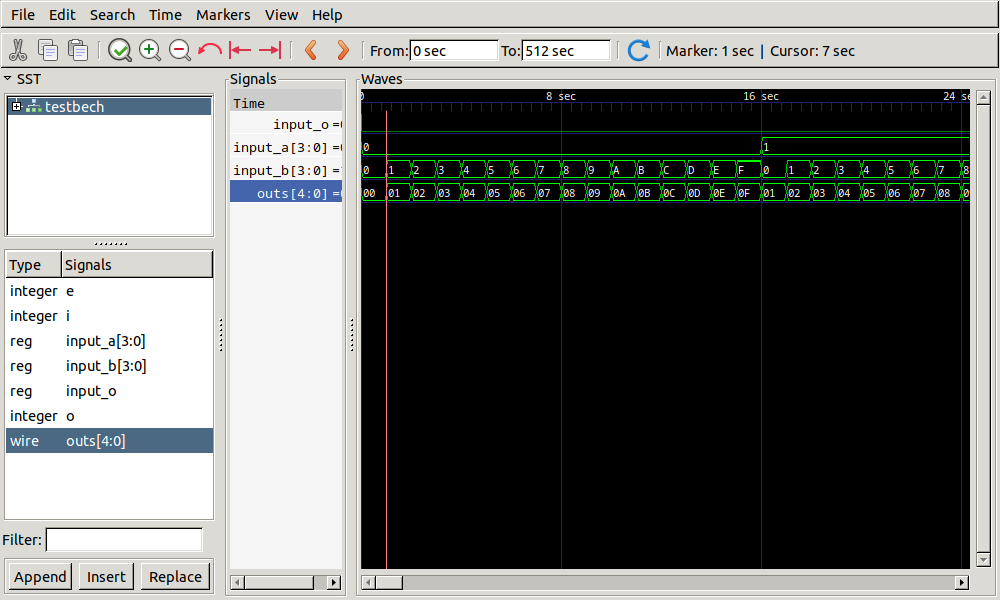 File Edit Search Time Markers View Help
From: 0 sec To: 512 sec Marker: 1 sec | Cursor: 7 sec
SST
testbech
Type Signals
integer e
integer i
reg input_a[3:0]
reg input_b[3:0]
reg input_o
integer o
wire outs[4:0]
Filter:
Append Insert Replace
Signals
Time
input_o =
input_a[3:0] =
input_b[3:0] =
outs[4:0] =
Waves
0 8 sec 16 sec 24 se
0 1
0 1 2 3 4 5 6 7 8 9 A B C D E F 0 1 2 3 4 5 6 7 8
00 01 02 03 04 05 06 07 08 09 0A 0B 0C 0D 0E 0F 01 02 03 04 05 06 07 08 0